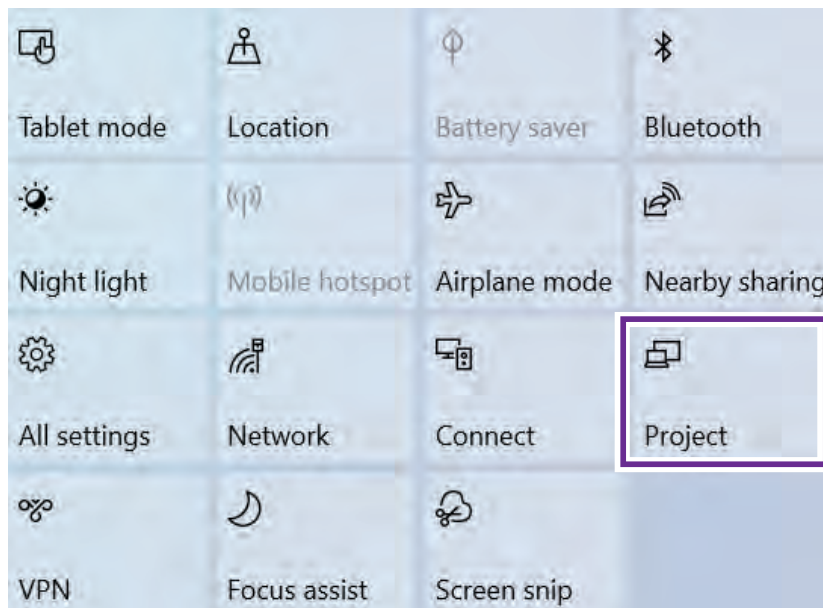 Tablet mode
Location
Battery saver
Bluetooth
Night light
Mobile hotspot
Airplane mode
Nearby sharing
All settings
Network
Connect
Project
VPN
Focus assist
Screen snip